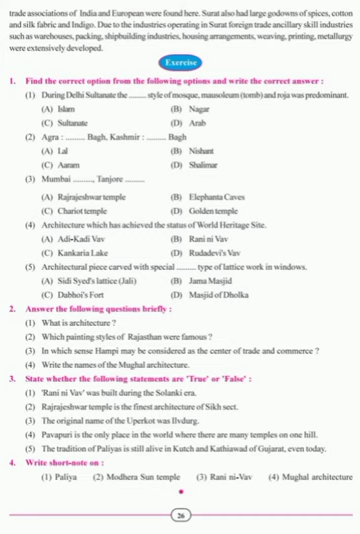 trade associations of India and European were found here. Surat also had large godowns of spices, cotton
and silk fabric and Indigo. Due to the industries operating in Surat foreign trade ancillary skill industries
such as warehouses, packing, shipbuilding industries, housing arrangements, weaving, printing, metallurgy
were extensively developed.
Exercise
1. Find the correct option from the following options and write the correct answer :
(1) During Delhi Sultanate the ........ style of mosque, mausoleum (tomb) and roja was predominant.
(A) Islam (B) Nagar
(C) Sultanate (D) Arab
(2) Agra : ........ Bagh, Kashmir : ........ Bagh
(A) Lal (B) Nishant
(C) Aaram (D) Shalimar
(3) Mumbai ........, Tanjore ........
(A) Rajrajeshwar temple (B) Elephanta Caves
(C) Chariot temple (D) Golden temple
(4) Architecture which has achieved the status of World Heritage Site.
(A) Adi-Kadi Vav (B) Rani ni Vav
(C) Kankaria Lake (D) Rudadevi's Vav
(5) Architectural piece carved with special ........ type of lattice work in windows.
(A) Sidi Syed's lattice (Jali) (B) Jama Masjid
(C) Dabhoi's Fort (D) Masjid of Dholka
2. Answer the following questions briefly :
(1) What is architecture ?
(2) Which painting styles of Rajasthan were famous ?
(3) In which sense Hampi may be considered as the center of trade and commerce ?
(4) Write the names of the Mughal architecture.
3. State whether the following statements are 'True' or 'False' :
(1) 'Rani ni Vav' was built during the Solanki era.
(2) Rajrajeshwar temple is the finest architecture of Sikh sect.
(3) The original name of the Uperkot was Ilvdurg.
(4) Pavapuri is the only place in the world where there are many temples on one hill.
(5) The tradition of Paliyas is still alive in Kutch and Kathiawad of Gujarat, even today.
4. Write short-note on :
(1) Paliya (2) Modhera Sun temple (3) Rani ni-Vav (4) Mughal architecture
26